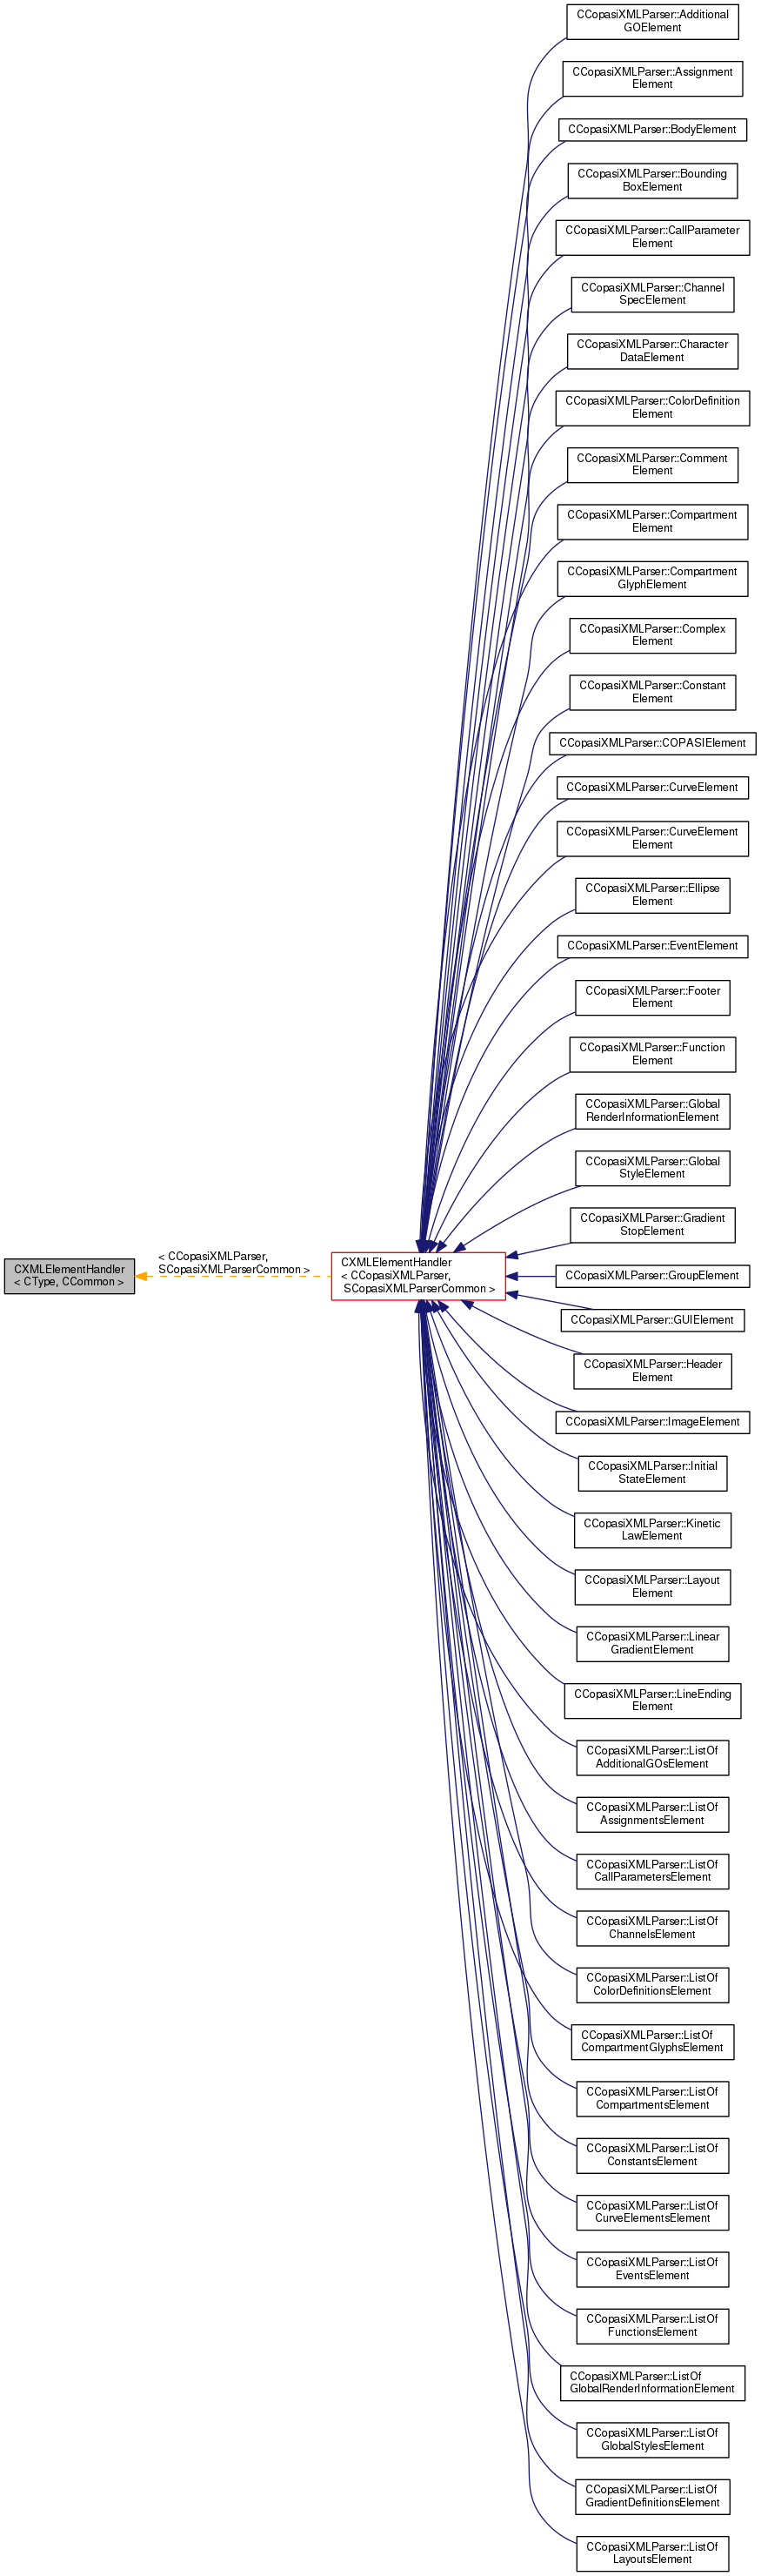 CCopasiXMLParser::Additional
GOElement
CCopasiXMLParser::Assignment
Element
CCopasiXMLParser::BodyElement
CCopasiXMLParser::Bounding
BoxElement
CCopasiXMLParser::CallParameter
Element
CCopasiXMLParser::Channel
SpecElement
CCopasiXMLParser::Character
DataElement
CCopasiXMLParser::ColorDefinition
Element
CCopasiXMLParser::Comment
Element
CCopasiXMLParser::Compartment
Element
CCopasiXMLParser::Compartment
GlyphElement
CCopasiXMLParser::Complex
Element
CCopasiXMLParser::Constant
Element
CCopasiXMLParser::COPASIElement
CCopasiXMLParser::CurveElement
CCopasiXMLParser::CurveElement
Element
CCopasiXMLParser::Ellipse
Element
CCopasiXMLParser::EventElement
CCopasiXMLParser::Footer
Element
CCopasiXMLParser::Function
Element
CCopasiXMLParser::Global
RenderInformationElement
CCopasiXMLParser::Global
StyleElement
CCopasiXMLParser::Gradient
StopElement
CXMLElementHandler
< CType, CCommon >
< CCopasiXMLParser,
SCopasiXMLParserCommon >
CXMLElementHandler
< CCopasiXMLParser,
SCopasiXMLParserCommon >
CCopasiXMLParser::GroupElement
CCopasiXMLParser::GUIElement
CCopasiXMLParser::Header
Element
CCopasiXMLParser::ImageElement
CCopasiXMLParser::Initial
StateElement
CCopasiXMLParser::Kinetic
LawElement
CCopasiXMLParser::Layout
Element
CCopasiXMLParser::Linear
GradientElement
CCopasiXMLParser::LineEnding
Element
CCopasiXMLParser::ListOf
AdditionalGOsElement
CCopasiXMLParser::ListOf
AssignmentsElement
CCopasiXMLParser::ListOf
CallParametersElement
CCopasiXMLParser::ListOf
ChannelsElement
CCopasiXMLParser::ListOf
ColorDefinitionsElement
CCopasiXMLParser::ListOf
CompartmentGlyphsElement
CCopasiXMLParser::ListOf
CompartmentsElement
CCopasiXMLParser::ListOf
ConstantsElement
CCopasiXMLParser::ListOf
CurveElementsElement
CCopasiXMLParser::ListOf
EventsElement
CCopasiXMLParser::ListOf
FunctionsElement
CCopasiXMLParser::ListOf
GlobalRenderInformationElement
CCopasiXMLParser::ListOf
GlobalStylesElement
CCopasiXMLParser::ListOf
GradientDefinitionsElement
CCopasiXMLParser::ListOf
LayoutsElement